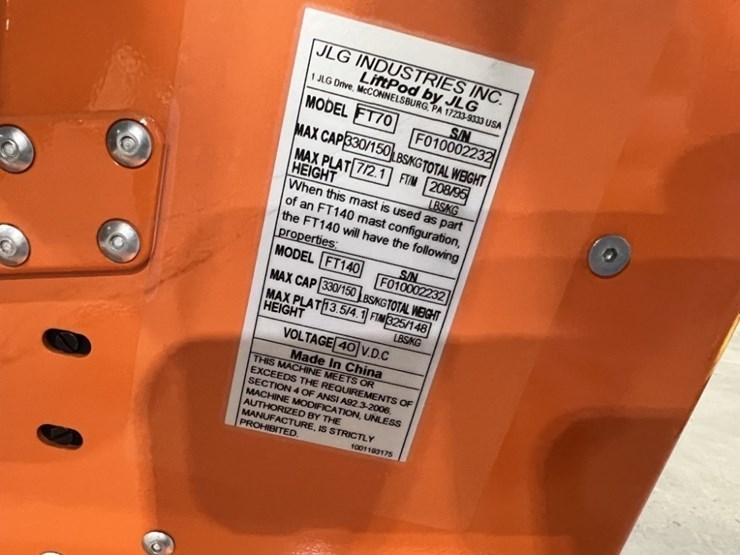 JLG INDUSTRIES INC.
LiftPod by JLG
1 JLG Drive, McCONNELSBURG, PA 17233-9333 USA
MODEL FT70 S/N F010002232
MAX CAP 330/150 LBS/KG TOTAL WEIGHT 208/95 LBS/KG
MAX PLAT HEIGHT 7/2.1 FT/M
When this mast is used as part
of an FT140 mast configuration,
the FT140 will have the following
properties:
MODEL FT140 S/N F010002232
MAX CAP 330/150 LBS/KG TOTAL WEIGHT 325/148 LBS/KG
MAX PLAT HEIGHT 13.5/4.1 FT/M
VOLTAGE 40 V.D.C
Made In China
THIS MACHINE MEETS OR
EXCEEDS THE REQUIREMENTS OF
SECTION 4 OF ANSI A92.3-2006.
MACHINE MODIFICATION, UNLESS
AUTHORIZED BY THE
MANUFACTURE, IS STRICTLY
PROHIBITED.
1001193175